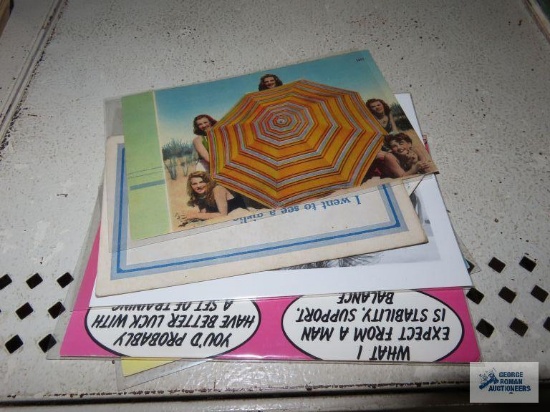 I went to see a
WHAT I
EXPECT FROM A MAN
IS STABILITY, SUPPORT,
BALANCE
YOU'D PROBABLY
HAVE BETTER LUCK WITH
A SET OF TRAINING
GEORGE
ROMAN
AUCTIONEERS